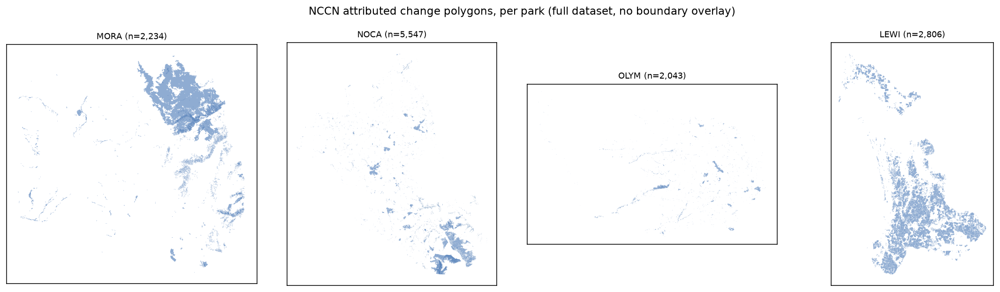 NCCN attributed change polygons, per park (full dataset, no boundary overlay)
MORA (n=2,234)
NOCA (n=5,547)
OLYM (n=2,043)
LEWI (n=2,806)